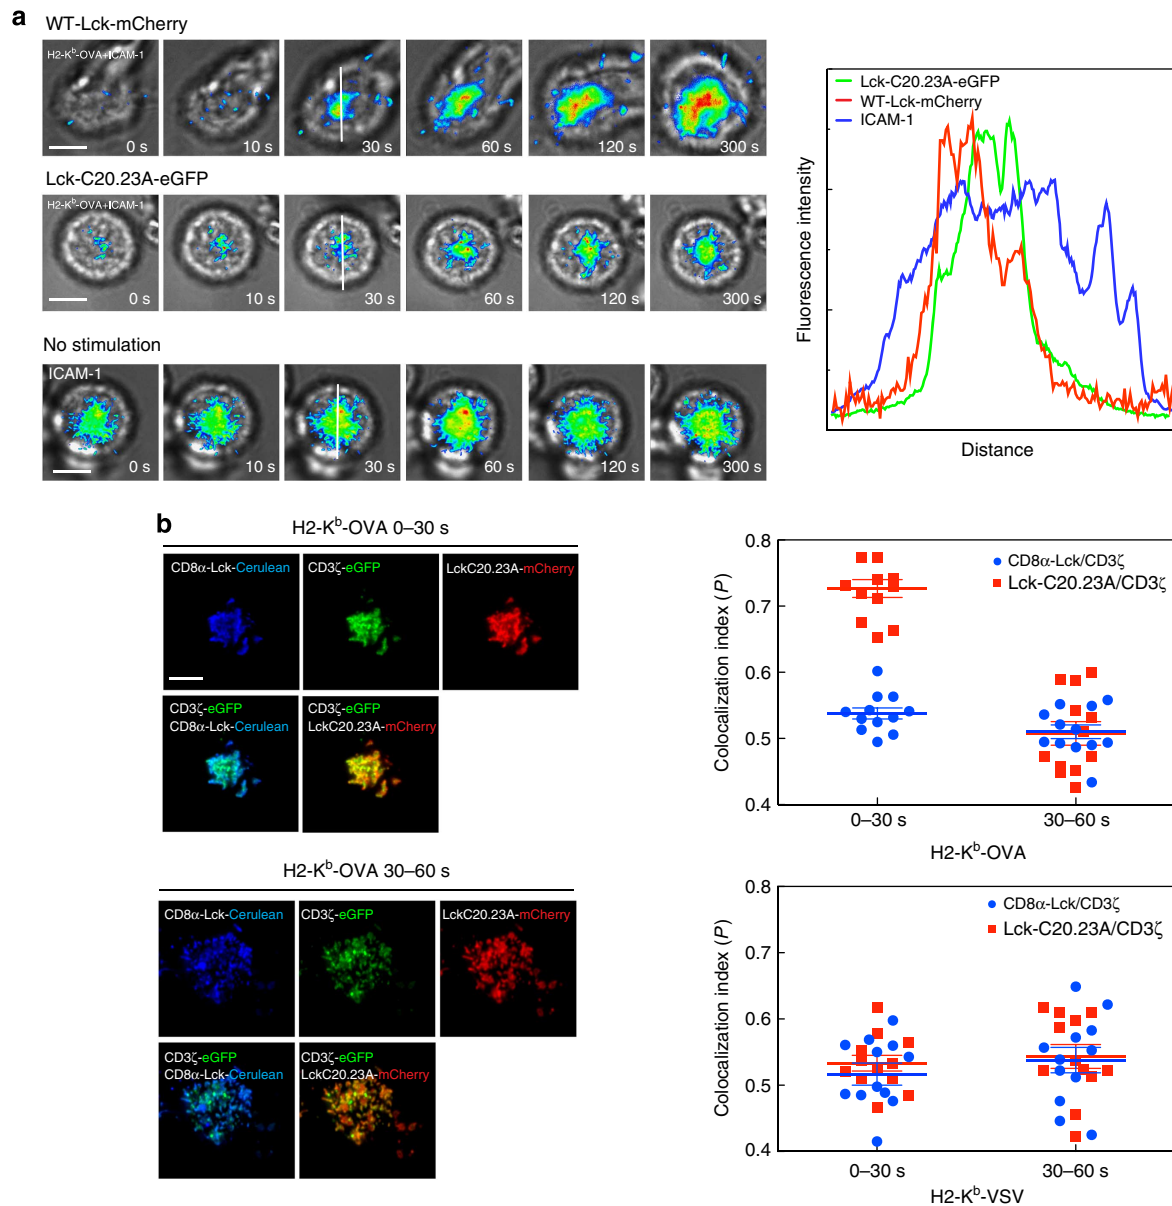 a
WT-Lck-mCherry
H2-Kᵇ-OVA+ICAM-1
0 s
10 s
30 s
60 s
120 s
300 s
Lck-C20.23A-eGFP
H2-Kᵇ-OVA+ICAM-1
0 s
10 s
30 s
60 s
120 s
300 s
No stimulation
ICAM-1
0 s
10 s
30 s
60 s
120 s
300 s
Lck-C20.23A-eGFP
WT-Lck-mCherry
ICAM-1
Fluorescence intensity
Distance
b
H2-Kᵇ-OVA 0–30 s
CD8α-Lck-Cerulean
CD3ζ-eGFP
LckC20.23A-mCherry
CD3ζ-eGFP
CD8α-Lck-Cerulean
CD3ζ-eGFP
LckC20.23A-mCherry
H2-Kᵇ-OVA 30–60 s
CD8α-Lck-Cerulean
CD3ζ-eGFP
LckC20.23A-mCherry
CD3ζ-eGFP
CD8α-Lck-Cerulean
CD3ζ-eGFP
LckC20.23A-mCherry
Colocalization index (P)
0.8
0.7
0.6
0.5
0.4
CD8α-Lck/CD3ζ
Lck-C20.23A/CD3ζ
0–30 s
30–60 s
H2-Kᵇ-OVA
Colocalization index (P)
0.8
0.7
0.6
0.5
0.4
CD8α-Lck/CD3ζ
Lck-C20.23A/CD3ζ
0–30 s
30–60 s
H2-Kᵇ-VSV